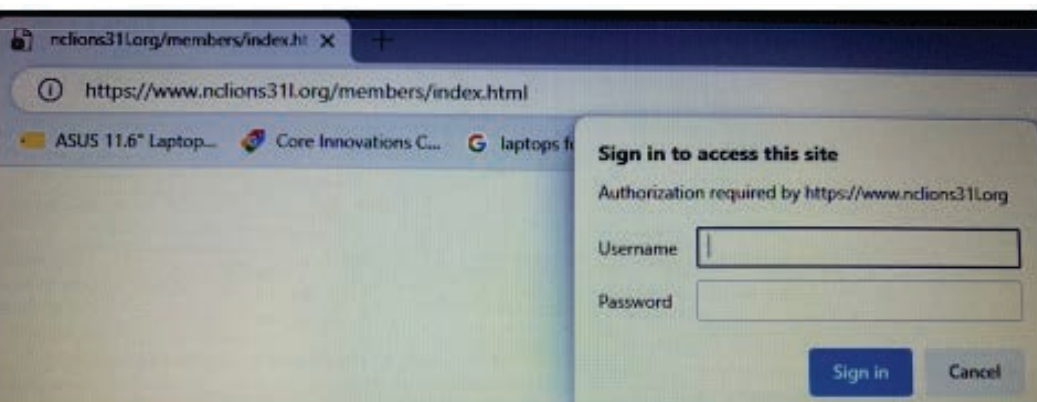 nclions31l.org/members/index.ht
https://www.nclions31l.org/members/index.html
ASUS 11.6" Laptop... Core Innovations C... G laptops f
Sign in to access this site
Authorization required by https://www.nclions31l.org
Username
Password
Sign in Cancel